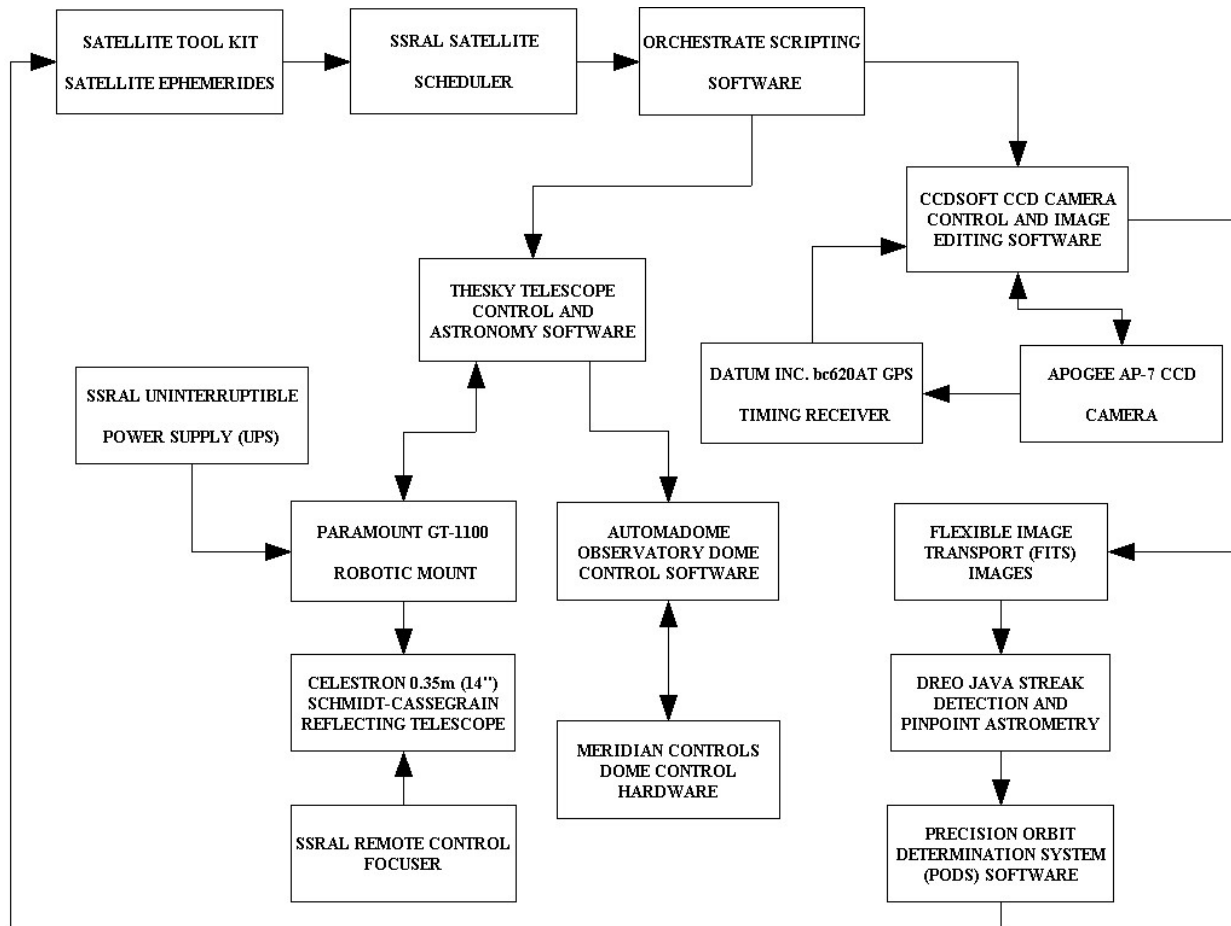 SATELLITE TOOL KIT
SATELLITE EPHEMERIDES
SSRAL SATELLITE
SCHEDULER
ORCHESTRATE SCRIPTING
SOFTWARE
CCDSOFT CCD CAMERA
CONTROL AND IMAGE
EDITING SOFTWARE
THESKY TELESCOPE
CONTROL AND
ASTRONOMY SOFTWARE
DATUM INC. bc620AT GPS
TIMING RECEIVER
APOGEE AP-7 CCD
CAMERA
SSRAL UNINTERRUPTIBLE
POWER SUPPLY (UPS)
PARAMOUNT GT-1100
ROBOTIC MOUNT
AUTOMADOME
OBSERVATORY DOME
CONTROL SOFTWARE
FLEXIBLE IMAGE
TRANSPORT (FITS)
IMAGES
CELESTRON 0.35m (14")
SCHMIDT-CASSEGRAIN
REFLECTING TELESCOPE
DREO JAVA STREAK
DETECTION AND
PINPOINT ASTROMETRY
MERIDIAN CONTROLS
DOME CONTROL
HARDWARE
SSRAL REMOTE CONTROL
FOCUSER
PRECISION ORBIT
DETERMINATION SYSTEM
(PODS) SOFTWARE